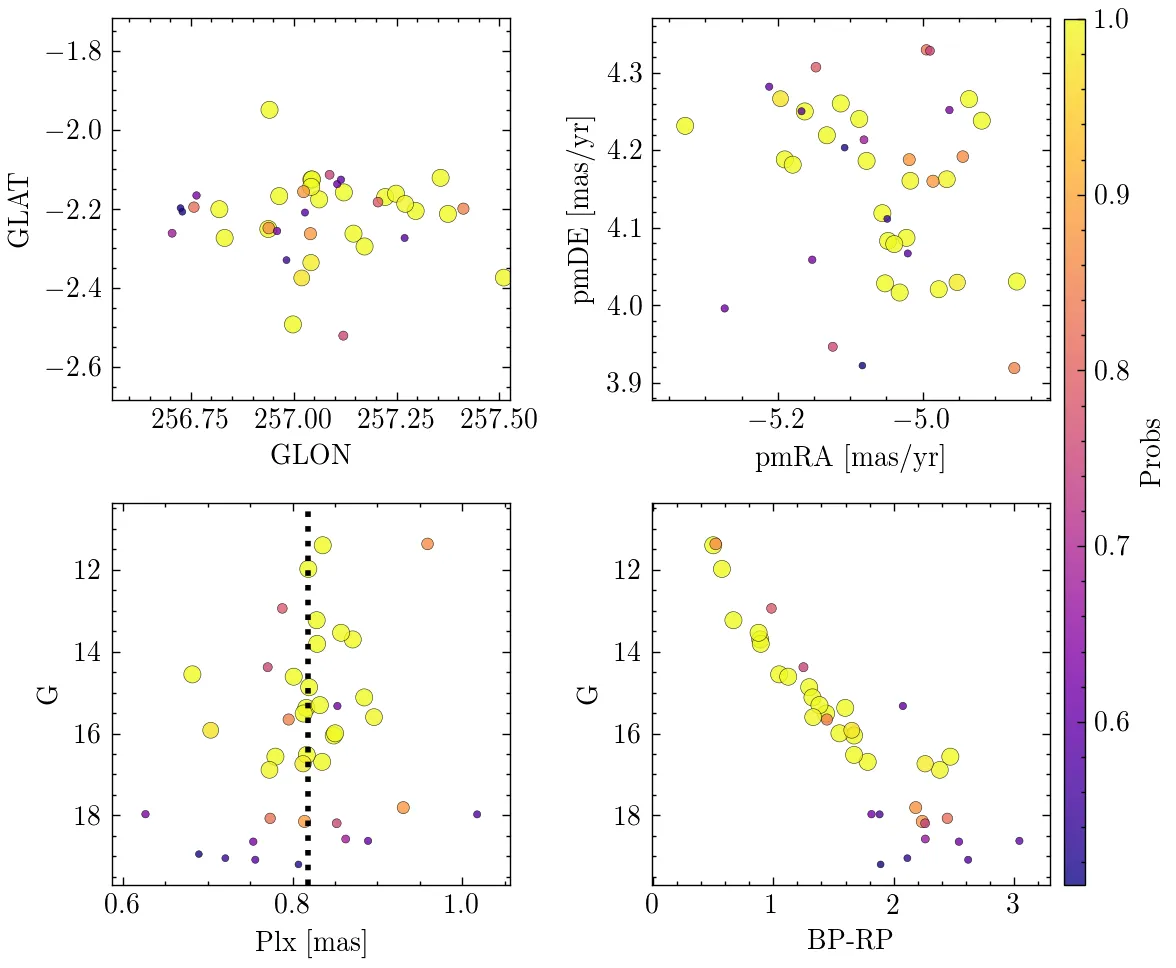 −1.8
−2.0
−2.2
−2.4
−2.6
GLAT
256.75 257.00 257.25 257.50
GLON
4.3
4.2
4.1
4.0
3.9
pmDE [mas/yr]
−5.2 −5.0
pmRA [mas/yr]
12
14
16
18
G
0.6 0.8 1.0
Plx [mas]
12
14
16
18
G
0 1 2 3
BP-RP
1.0
0.9
0.8
0.7
0.6
Probs